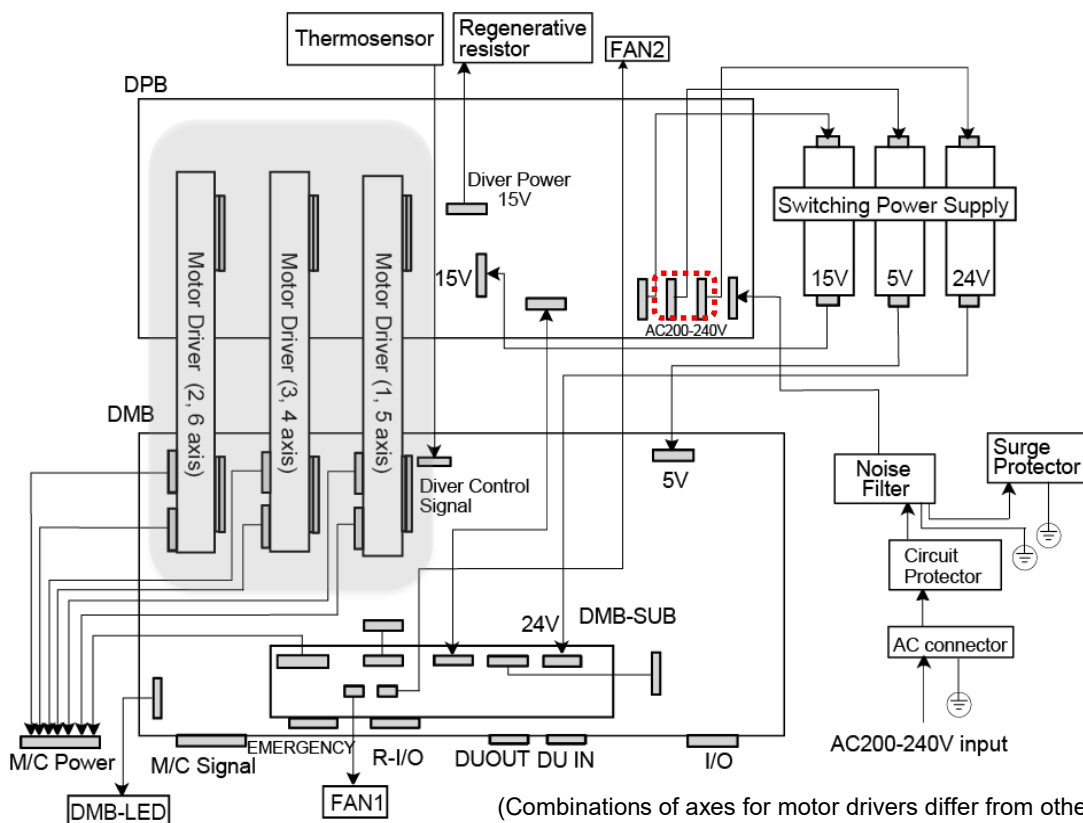 Thermosensor
Regenerative
resistor
FAN2
DPB
Diver Power
15V
15V
AC200-240V
Switching Power Supply
15V
5V
24V
Motor Driver (2, 6 axis)
Motor Driver (3, 4 axis)
Motor Driver (1, 5 axis)
DMB
Diver Control
Signal
5V
Noise
Filter
Surge
Protector
Circuit
Protector
24V
DMB-SUB
AC connector
EMERGENCY
R-I/O
DUOUT
DU IN
I/O
M/C Power
M/C Signal
AC200-240V input
DMB-LED
FAN1
(Combinations of axes for motor drivers differ from othe